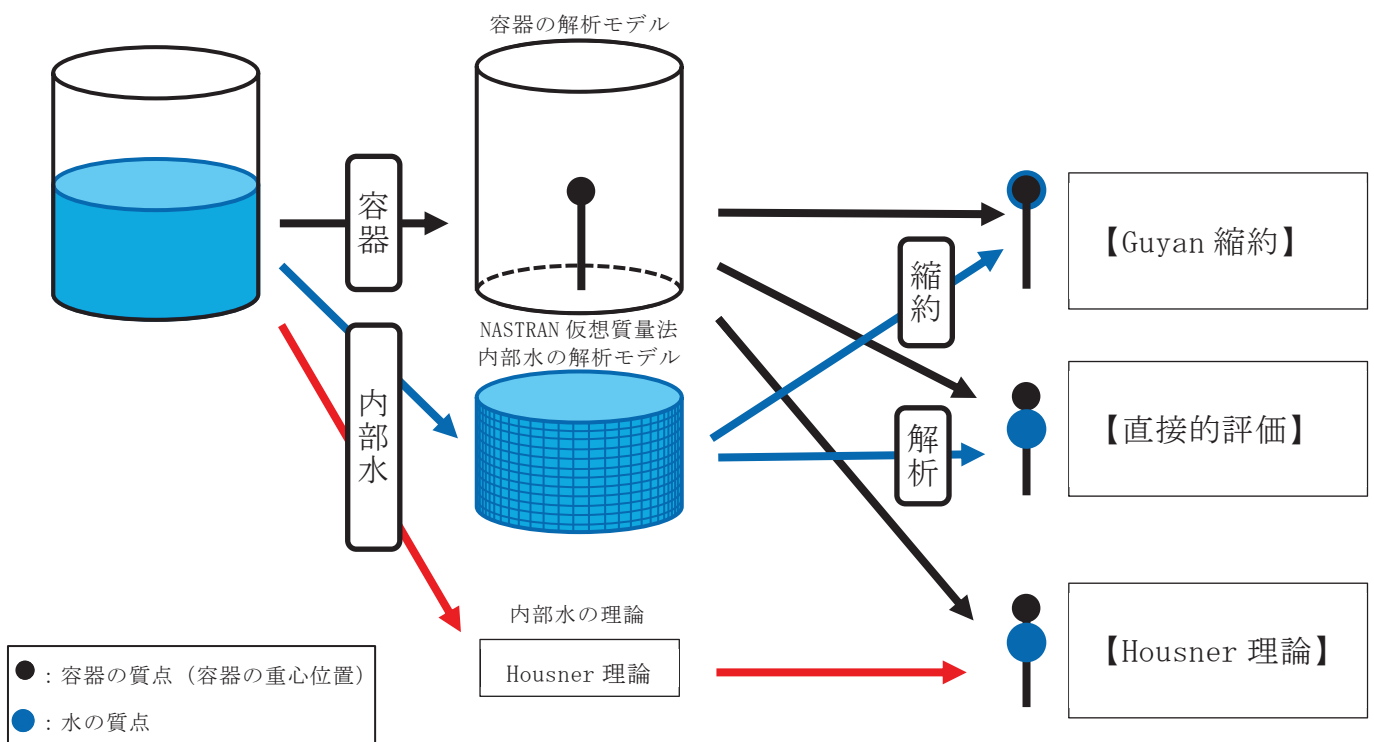 容器の解析モデル
容器
NASTRAN 仮想質量法
内部水の解析モデル
内部水
内部水の理論
Housner 理論
縮約
解析
【Guyan 縮約】
【直接的評価】
【Housner 理論】
●：容器の質点（容器の重心位置）
●：水の質点